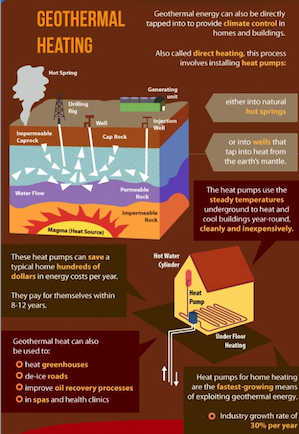 GEOTHERMAL
HEATING
Geothermal energy can also be directly
tapped into to provide climate control in
homes and buildings.
Also called direct heating, this process
involves installing heat pumps:
Hot Spring
Drilling
Rig
Generating
unit
Well
Injection
Well
Impermeable
Caprock
Cap Rock
Water Flow
Permeable
Rock
Impermeable
Rock
Magma (Heat Source)
either into natural
hot springs
or into wells that
tap into heat from
the earth's mantle.
The heat pumps use the
steady temperatures
underground to heat and
cool buildings year-round,
cleanly and inexpensively.
These heat pumps can save a
typical home hundreds of
dollars in energy costs per year.
They pay for themselves within
8-12 years.
Hot Water
Cylinder
Heat
Pump
Under Floor
Heating
Geothermal heat can also
be used to:
heat greenhouses
de-ice roads
improve oil recovery processes
in spas and health clinics
Heat pumps for home heating
are the fastest-growing means
of exploiting geothermal energy.
Industry growth rate of
30% per year